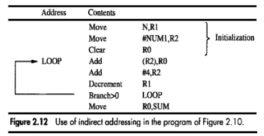 Address Contents
Move N,R1
Move #NUM1,R2 Initialization
Clear R0
LOOP Add (R2),R0
Add #4,R2
Decrement R1
Branch>0 LOOP
Move R0,SUM
Figure 2.12 Use of indirect addressing in the program of Figure 2.10.